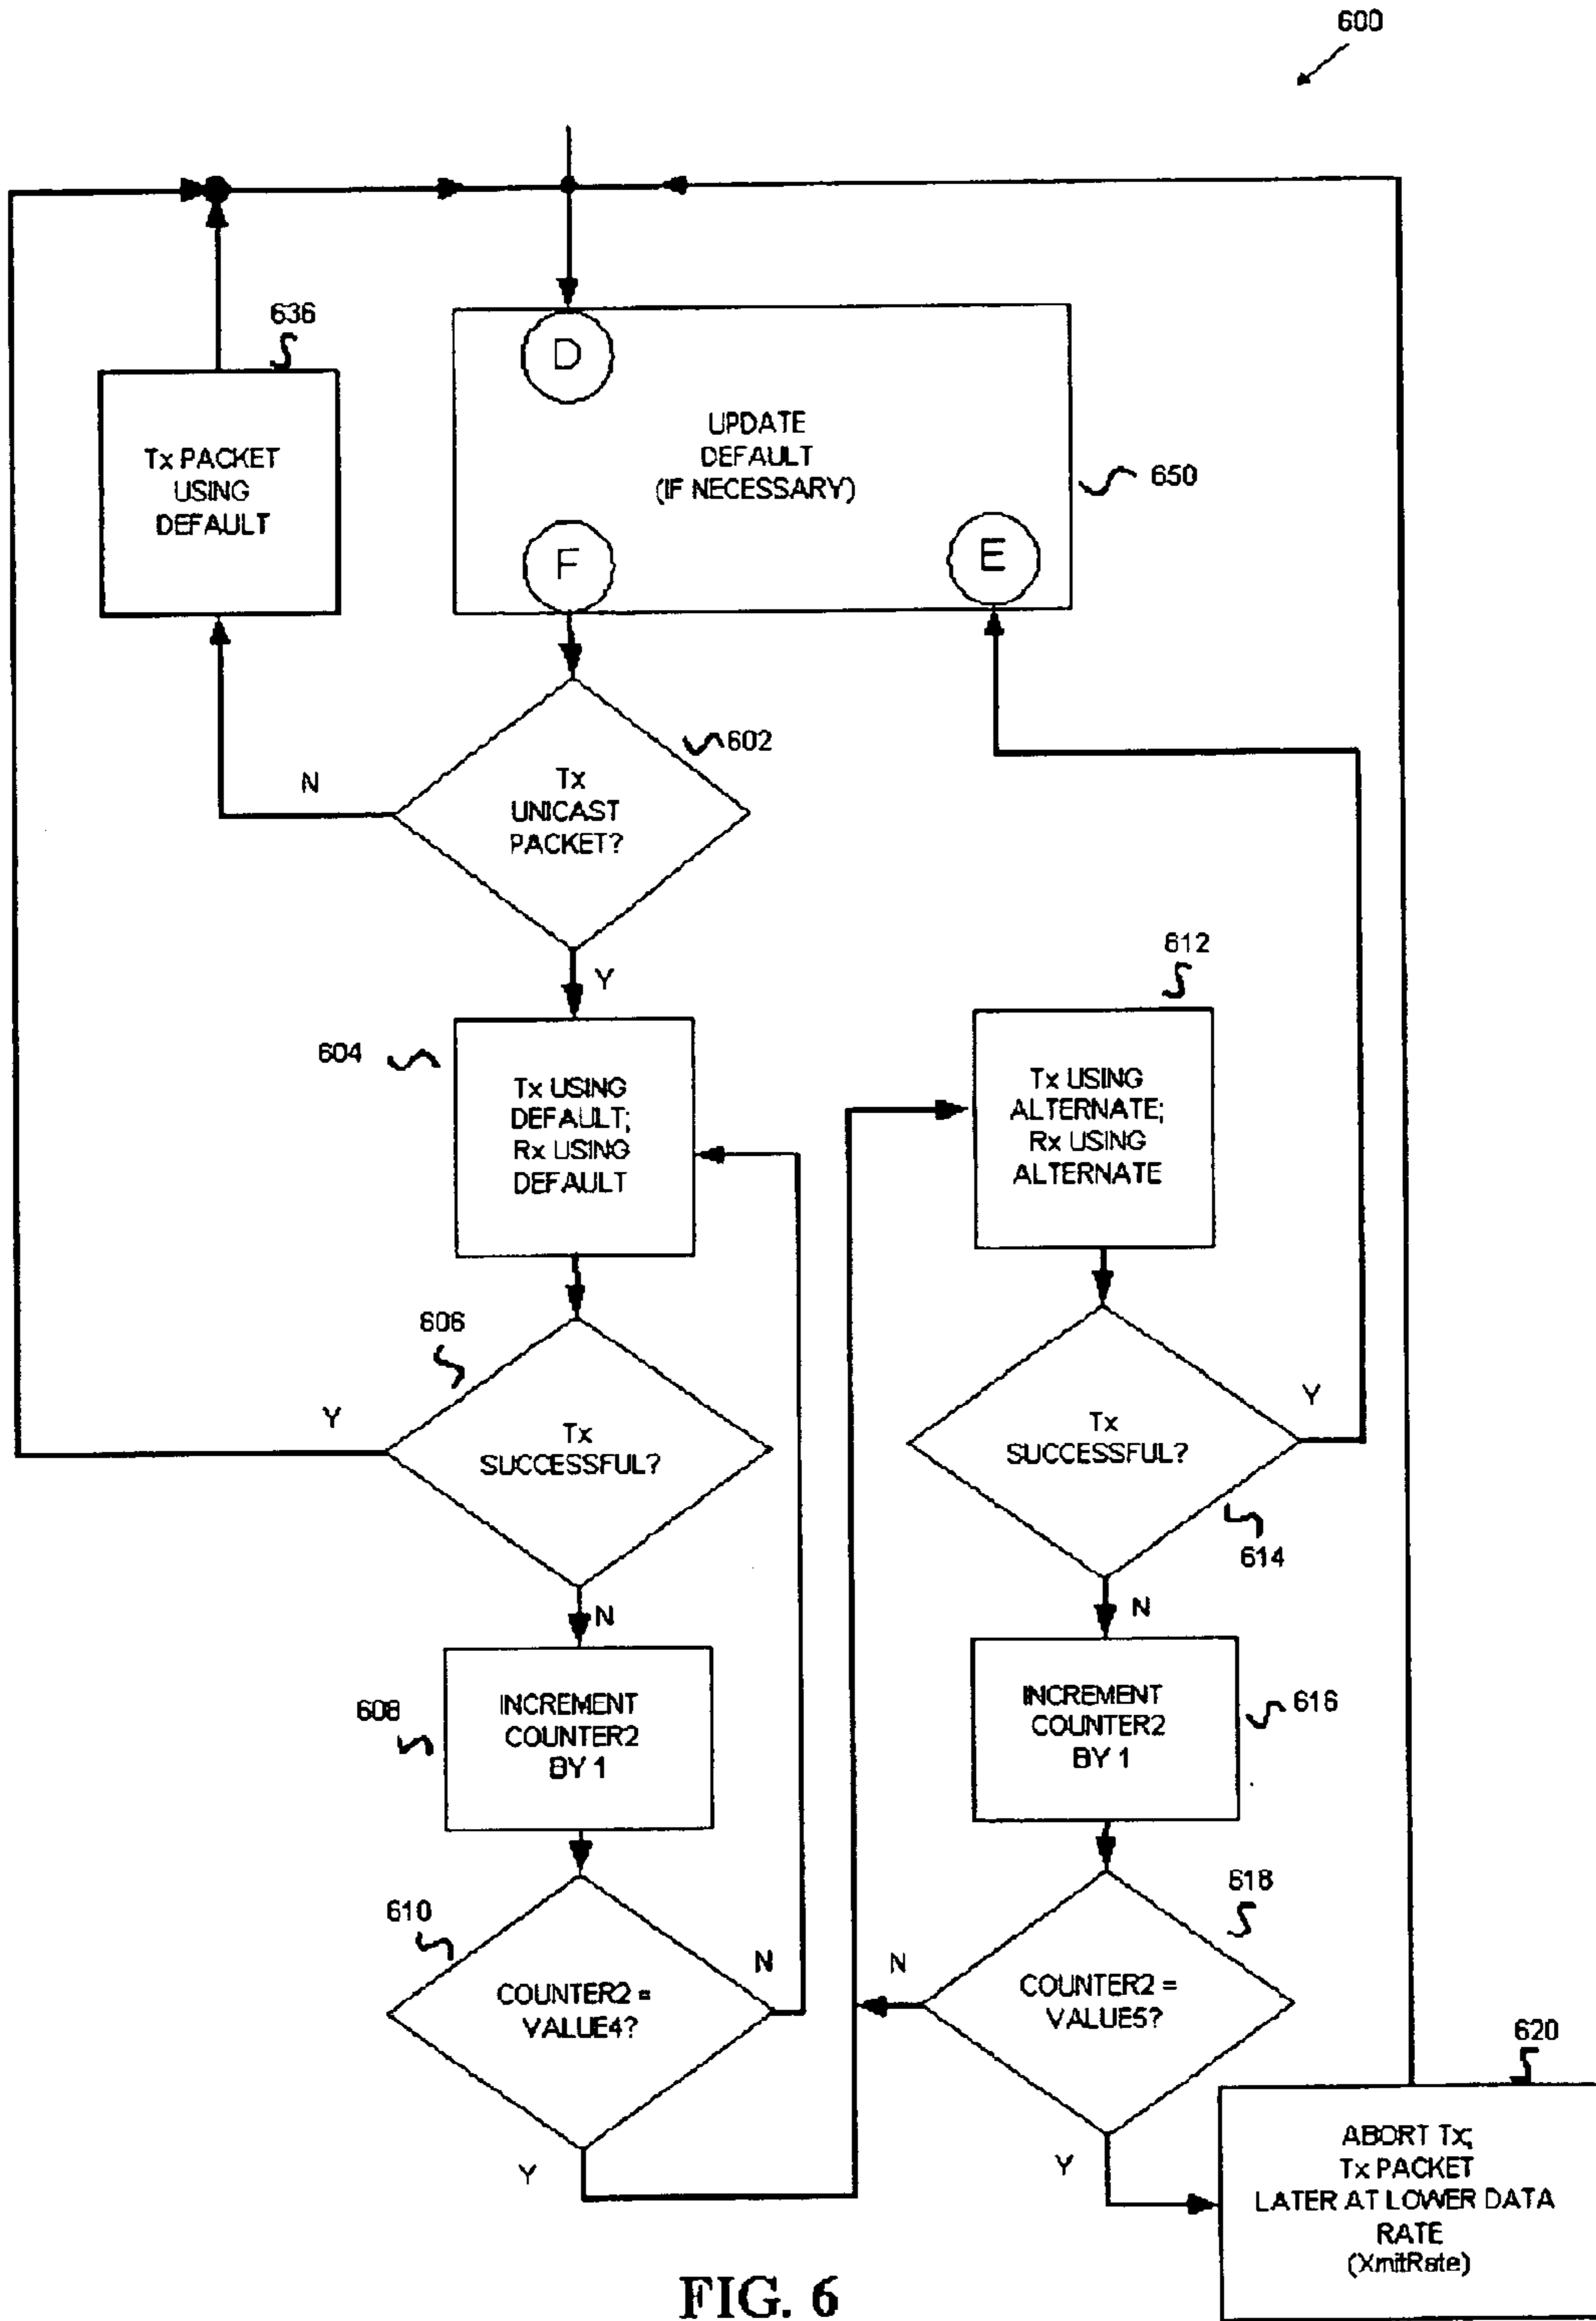 600
636
Tx PACKET
USING
DEFAULT
D
UPDATE
DEFAULT
(IF NECESSARY)
650
F
E
602
N
Tx
UNICAST
PACKET?
Y
612
604
Tx USING
DEFAULT;
Rx USING
DEFAULT
Tx USING
ALTERNATE;
Rx USING
ALTERNATE
606
Y
Tx
SUCCESSFUL?
Tx
SUCCESSFUL?
Y
614
N
N
608
INCREMENT
COUNTER2
BY 1
INCREMENT
COUNTER2
BY 1
616
610
618
N
COUNTER2 =
VALUE4?
N
COUNTER2 =
VALUE5?
620
Y
Y
ABORT Tx;
Tx PACKET
LATER AT LOWER DATA
RATE
(XmitRate)
FIG. 6